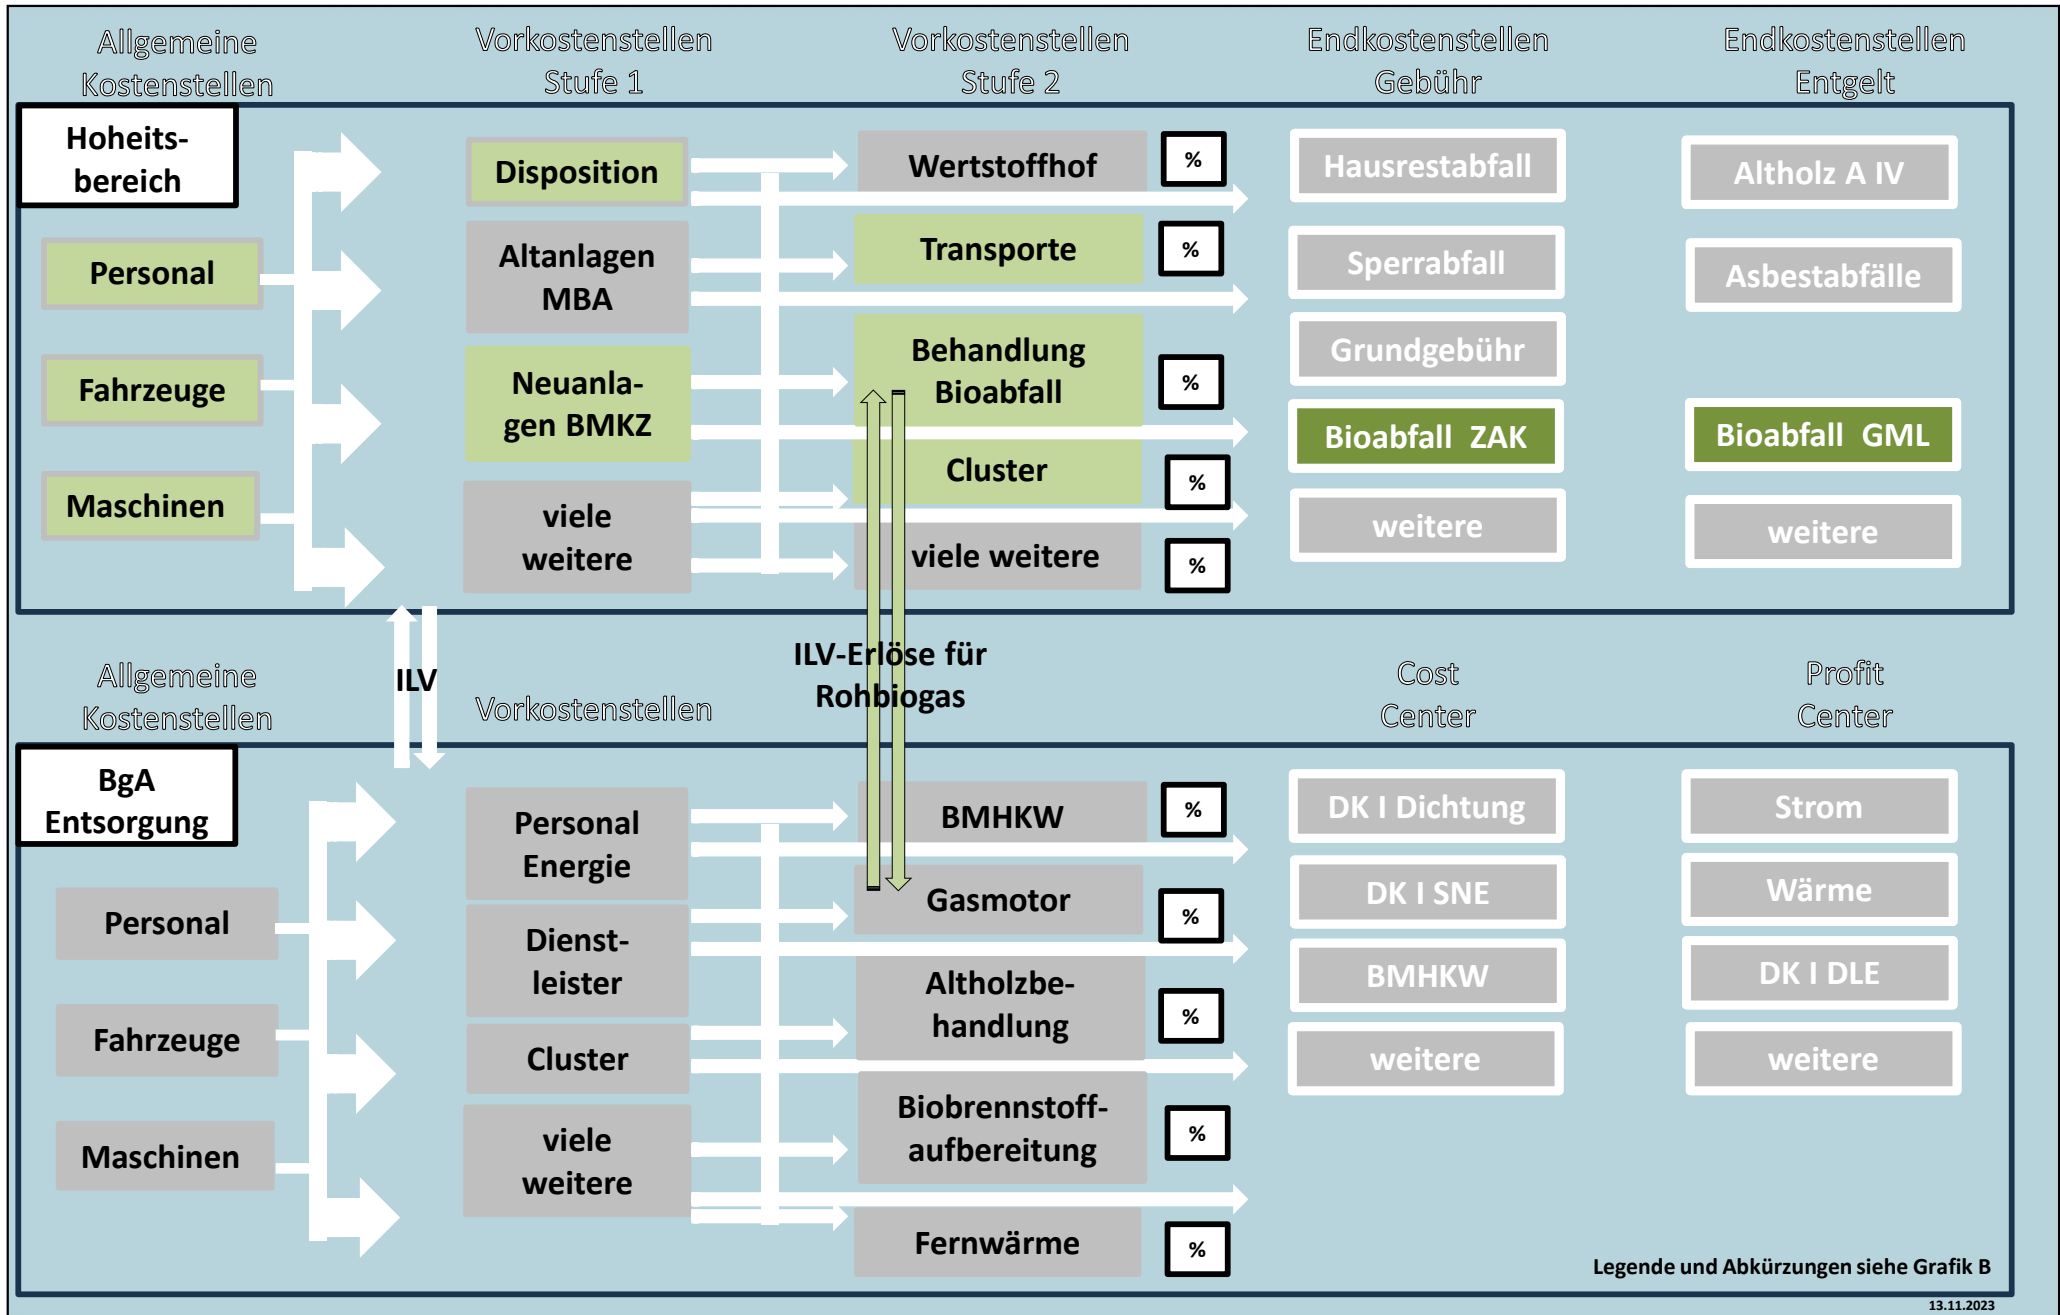 Allgemeine
Kostenstellen
Vorkostenstellen
Stufe 1
Vorkostenstellen
Stufe 2
Endkostenstellen
Gebühr
Endkostenstellen
Entgelt
Hoheits-
bereich
Personal
Fahrzeuge
Maschinen
Disposition
Altanlagen
MBA
Neuanla-
gen BMKZ
viele
weitere
Wertstoffhof
%
Transporte
%
Behandlung
Bioabfall
%
Cluster
%
viele weitere
%
Hausrestabfall
Sperrabfall
Grundgebühr
Bioabfall ZAK
weitere
Altholz A IV
Asbestabfälle
Bioabfall GML
weitere
ILV
ILV-Erlöse für
Rohbiogas
Allgemeine
Kostenstellen
Vorkostenstellen
Cost
Center
Profit
Center
BgA
Entsorgung
Personal
Fahrzeuge
Maschinen
Personal
Energie
Dienst-
leister
Cluster
viele
weitere
BMHKW
%
Gasmotor
%
Altholzbe-
handlung
%
Biobrennstoff-
aufbereitung
%
Fernwärme
%
DK I Dichtung
DK I SNE
BMHKW
weitere
Strom
Wärme
DK I DLE
weitere
Legende und Abkürzungen siehe Grafik B
13.11.2023